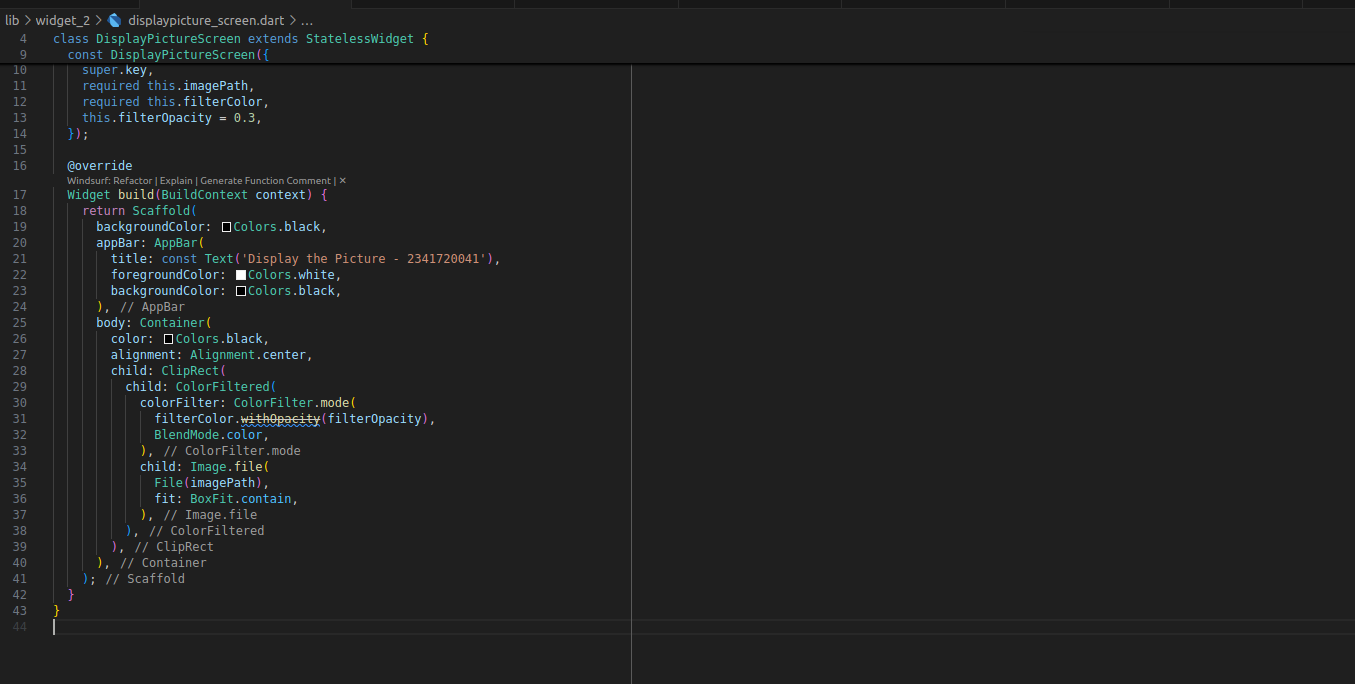 lib > widget_2 > displaypicture_screen.dart > ...
4 class DisplayPictureScreen extends StatelessWidget {
9   const DisplayPictureScreen({
10     super.key,
11     required this.imagePath,
12     required this.filterColor,
13     this.filterOpacity = 0.3,
14   });
15
16   @override
Windsurf: Refactor | Explain | Generate Function Comment | ×
17   Widget build(BuildContext context) {
18     return Scaffold(
19       backgroundColor: Colors.black,
20       appBar: AppBar(
21         title: const Text('Display the Picture - 2341720041'),
22         foregroundColor: Colors.white,
23         backgroundColor: Colors.black,
24       ), // AppBar
25       body: Container(
26         color: Colors.black,
27         alignment: Alignment.center,
28         child: ClipRect(
29           child: ColorFiltered(
30             colorFilter: ColorFilter.mode(
31               filterColor.withOpacity(filterOpacity),
32               BlendMode.color,
33             ), // ColorFilter.mode
34             child: Image.file(
35               File(imagePath),
36               fit: BoxFit.contain,
37             ), // Image.file
38           ), // ColorFiltered
39         ), // ClipRect
40       ), // Container
41     ); // Scaffold
42   }
43 }
44